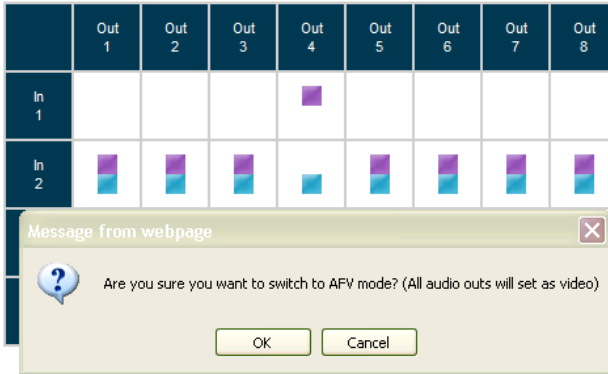 Out Out Out Out Out Out Out Out
1 2 3 4 5 6 7 8
In
1
In
2
Message from webpage
Are you sure you want to switch to AFV mode? (All audio outs will set as video)
OK Cancel